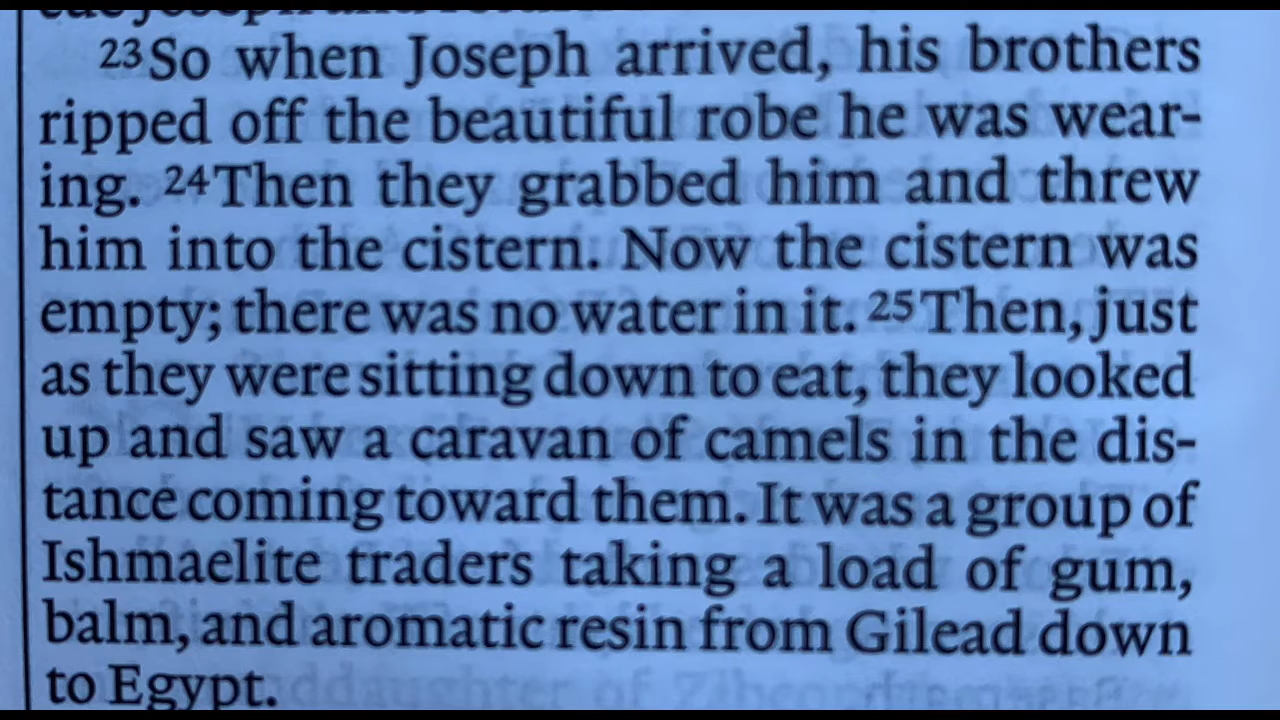 23So when Joseph arrived, his brothers
ripped off the beautiful robe he was wear-
ing. 24Then they grabbed him and threw
him into the cistern. Now the cistern was
empty; there was no water in it. 25Then, just
as they were sitting down to eat, they looked
up and saw a caravan of camels in the dis-
tance coming toward them. It was a group of
Ishmaelite traders taking a load of gum,
balm, and aromatic resin from Gilead down
to Egypt.